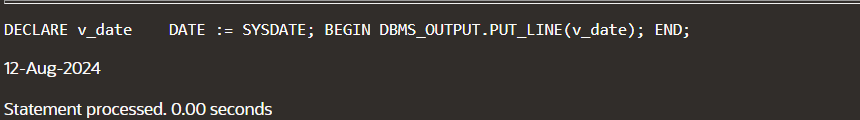 DECLARE v_date    DATE := SYSDATE; BEGIN DBMS_OUTPUT.PUT_LINE(v_date); END;
12-Aug-2024
Statement processed. 0.00 seconds